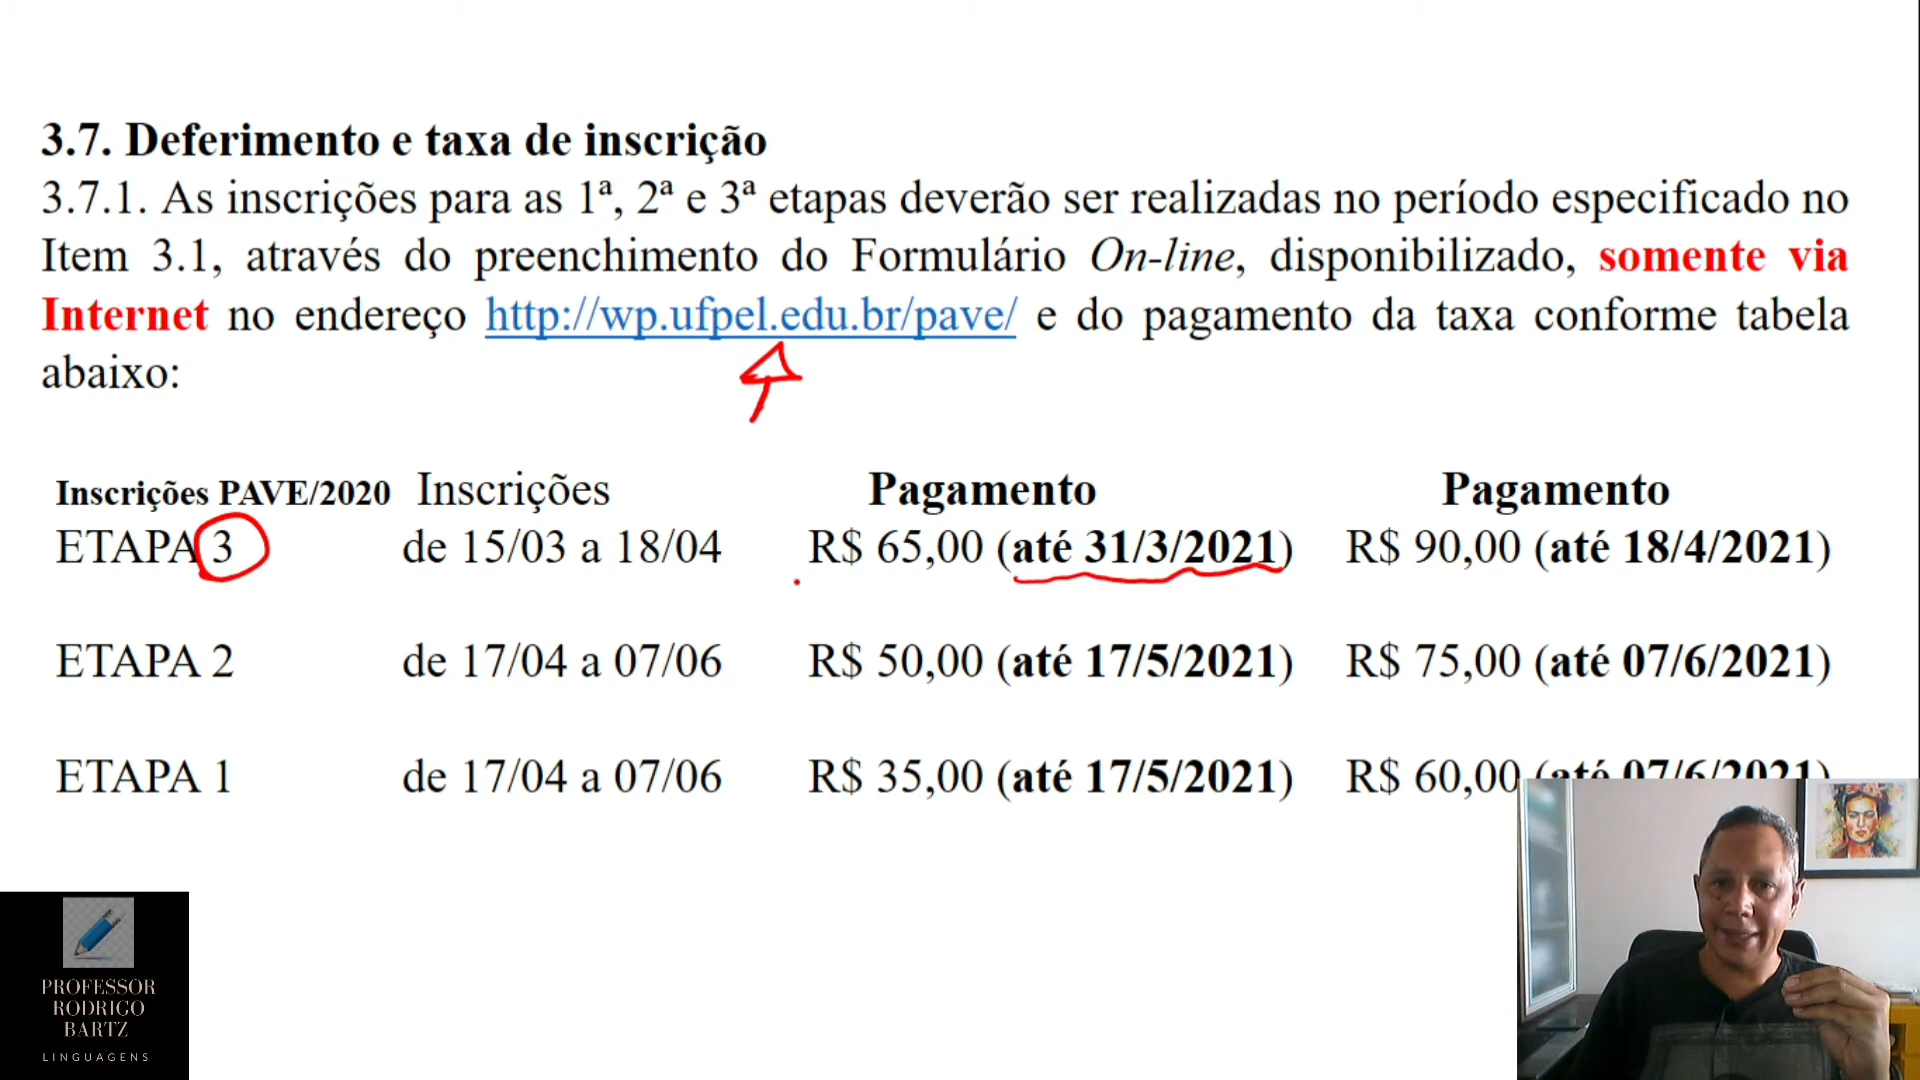 3.7. Deferimento e taxa de inscrição
3.7.1. As inscrições para as 1ª, 2ª e 3ª etapas deverão ser realizadas no período especificado no
Item 3.1, através do preenchimento do Formulário On-line, disponibilizado, somente via
Internet no endereço http://wp.ufpel.edu.br/pave/ e do pagamento da taxa conforme tabela
abaixo:
Inscrições PAVE/2020 Inscrições Pagamento Pagamento
ETAPA 3 de 15/03 a 18/04 R$ 65,00 (até 31/3/2021) R$ 90,00 (até 18/4/2021)
ETAPA 2 de 17/04 a 07/06 R$ 50,00 (até 17/5/2021) R$ 75,00 (até 07/6/2021)
ETAPA 1 de 17/04 a 07/06 R$ 35,00 (até 17/5/2021) R$ 60,00 (até 07/6/2021)
PROFESSOR
RODRIGO
BARTZ
LINGUAGENS